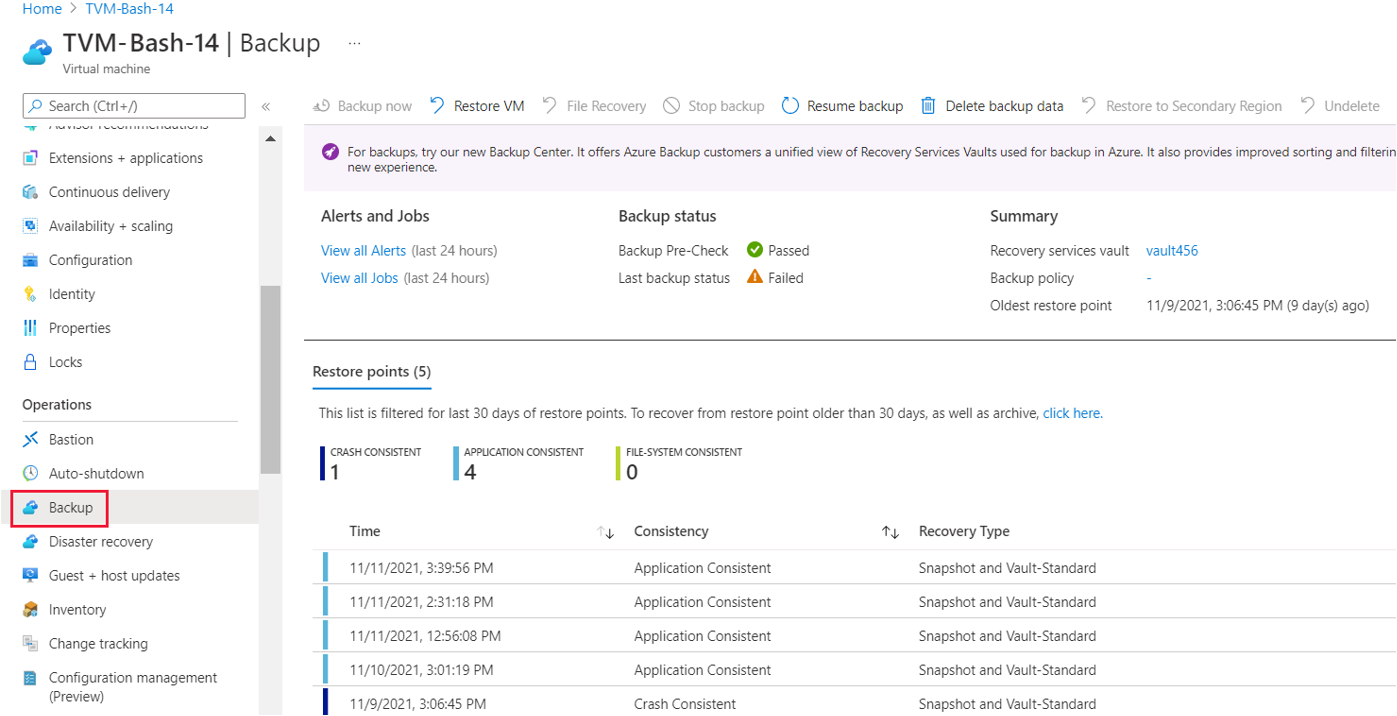 Home > TVM-Bash-14
TVM-Bash-14 | Backup ...
Virtual machine
Search (Ctrl+/)
«
Advisor recommendations
Extensions + applications
Continuous delivery
Availability + scaling
Configuration
Identity
Properties
Locks
Operations
Bastion
Auto-shutdown
Backup
Disaster recovery
Guest + host updates
Inventory
Change tracking
Configuration management
(Preview)
Backup now Restore VM File Recovery Stop backup Resume backup Delete backup data Restore to Secondary Region Undelete
For backups, try our new Backup Center. It offers Azure Backup customers a unified view of Recovery Services Vaults used for backup in Azure. It also provides improved sorting and filterin
new experience.
Alerts and Jobs
View all Alerts (last 24 hours)
View all Jobs (last 24 hours)
Backup status
Backup Pre-Check Passed
Last backup status Failed
Summary
Recovery services vault vault456
Backup policy -
Oldest restore point 11/9/2021, 3:06:45 PM (9 day(s) ago)
Restore points (5)
This list is filtered for last 30 days of restore points. To recover from restore point older than 30 days, as well as archive, click here.
CRASH CONSISTENT
1
APPLICATION CONSISTENT
4
FILE-SYSTEM CONSISTENT
0
Time Consistency Recovery Type
11/11/2021, 3:39:56 PM Application Consistent Snapshot and Vault-Standard
11/11/2021, 2:31:18 PM Application Consistent Snapshot and Vault-Standard
11/11/2021, 12:56:08 PM Application Consistent Snapshot and Vault-Standard
11/10/2021, 3:01:19 PM Application Consistent Snapshot and Vault-Standard
11/9/2021, 3:06:45 PM Crash Consistent Snapshot and Vault-Standard